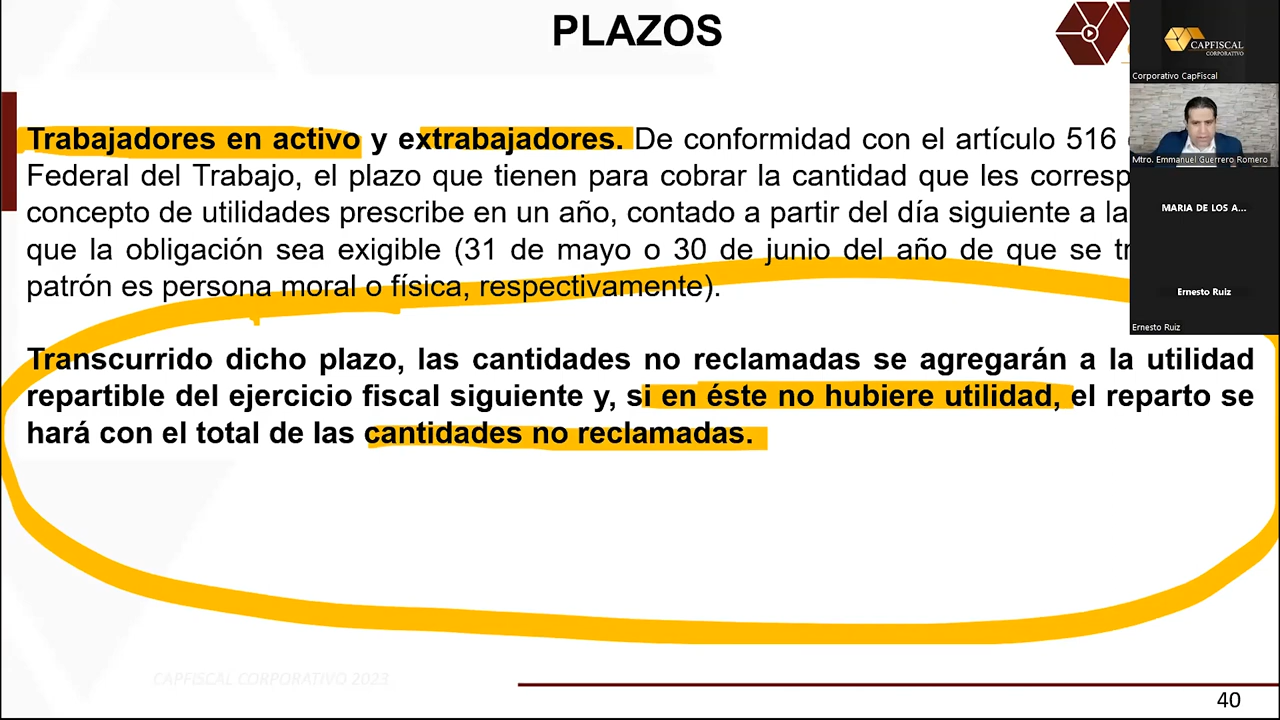 PLAZOS
Trabajadores en activo y extrabajadores. De conformidad con el artículo 516
Federal del Trabajo, el plazo que tienen para cobrar la cantidad que les
concepto de utilidades prescribe en un año, contado a partir del día siguiente a la
que la obligación sea exigible (31 de mayo o 30 de junio del año de que se
patrón es persona moral o física, respectivamente).
Transcurrido dicho plazo, las cantidades no reclamadas se agregarán a la utilidad
repartible del ejercicio fiscal siguiente y, si en éste no hubiere utilidad, el reparto se
hará con el total de las cantidades no reclamadas.
CAPFISCAL CORPORATIVO 2023
40
CAPFISCAL
CORPORATIVO
Corporativo CapFiscal
Mtro. Emmanuel Guerrero Romero
MARIA DE LOS A...
Ernesto Ruiz
Ernesto Ruiz